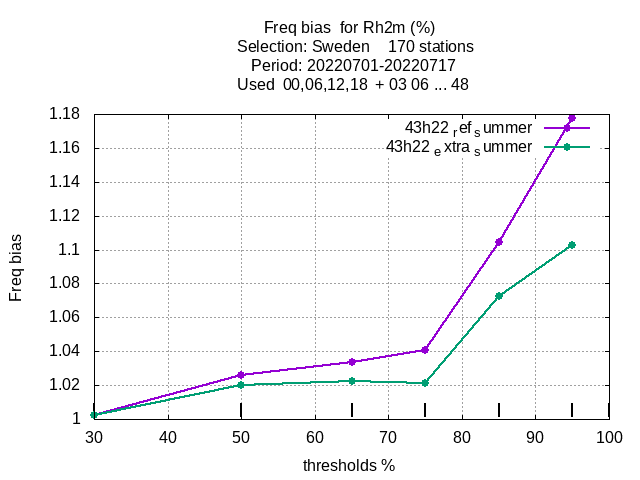 Freq bias for Rh2m (%)
Selection: Sweden 170 stations
Period: 20220701-20220717
Used 00,06,12,18 + 03 06 ... 48
43h22 ref summer
43h22 extra summer
1.18
1.16
1.14
1.12
1.1
1.08
1.06
1.04
1.02
1
Freq bias
30 40 50 60 70 80 90 100
thresholds %